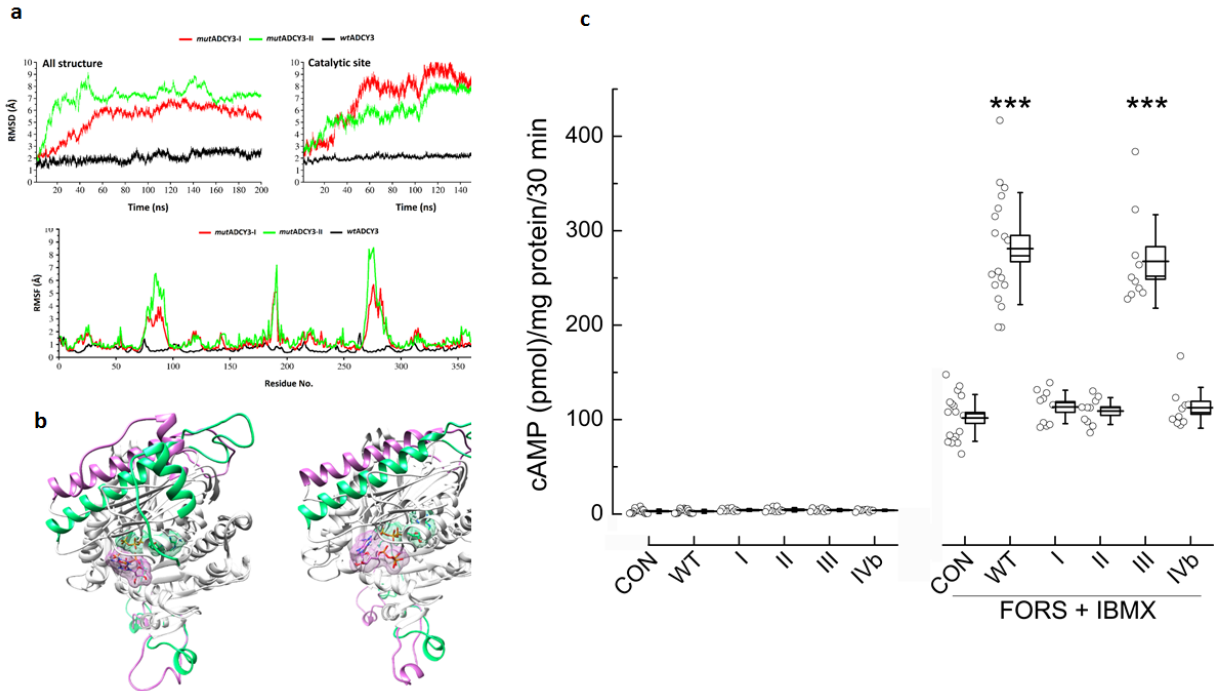 a
mutADCY3-I mutADCY3-II wtADCY3
All structure
10
9
8
7
6
5
4
3
2
1
0
RMSD (Å)
20 40 60 80 100 120 140 160 180 200
Time (ns)
Catalytic site
10
9
8
7
6
5
4
3
2
1
0
20 40 60 80 100 120 140
Time (ns)
mutADCY3-I mutADCY3-II wtADCY3
10
9
8
7
6
5
4
3
2
1
0
RMSF (Å)
0 50 100 150 200 250 300 350
Residue No.
b
c
cAMP (pmol)/mg protein/30 min
400
300
200
100
0
*** ***
CON WT I II III IVb
CON WT I II III IVb
FORS + IBMX